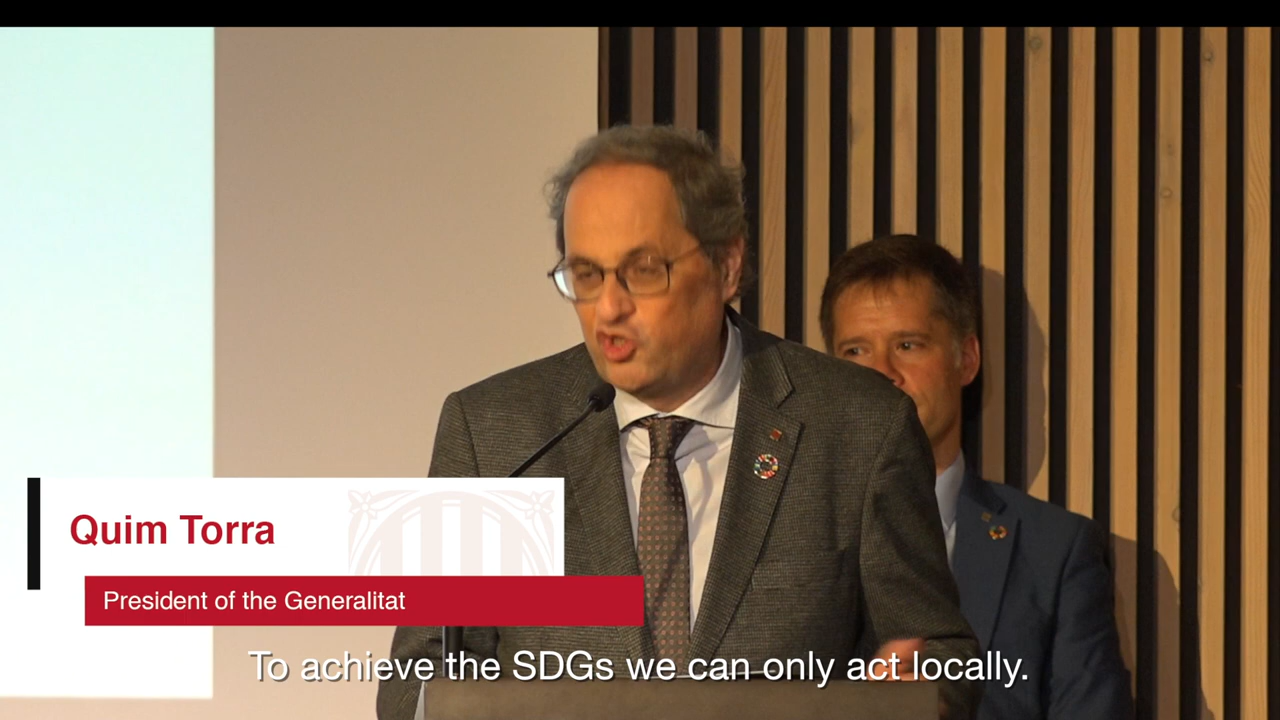 Quim Torra
President of the Generalitat
To achieve the SDGs we can only act locally.